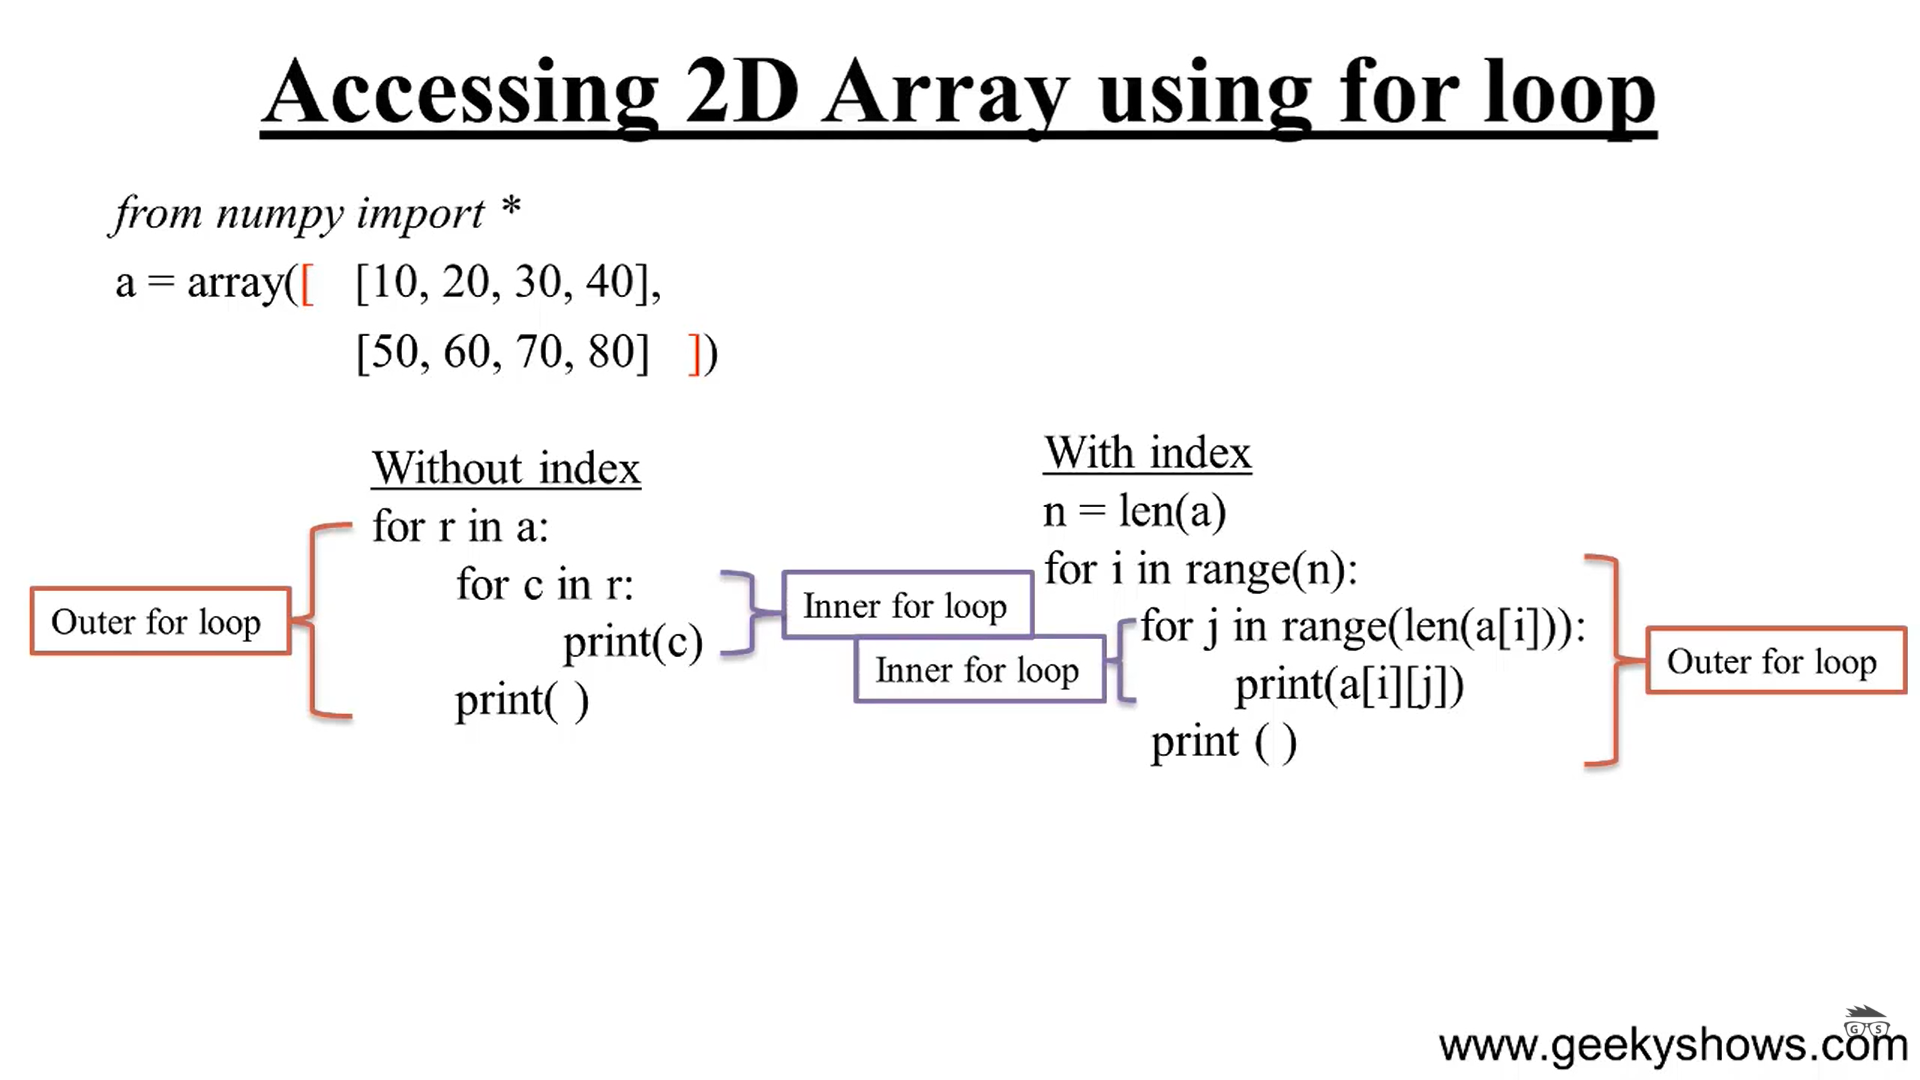 Accessing 2D Array using for loop
from numpy import *
a = array([ [10, 20, 30, 40],
[50, 60, 70, 80] ])
Without index
for r in a:
for c in r:
print(c)
print( )
Outer for loop
Inner for loop
With index
n = len(a)
for i in range(n):
for j in range(len(a[i])):
print(a[i][j])
print ( )
Inner for loop
Outer for loop
G S
www.geekyshows.com